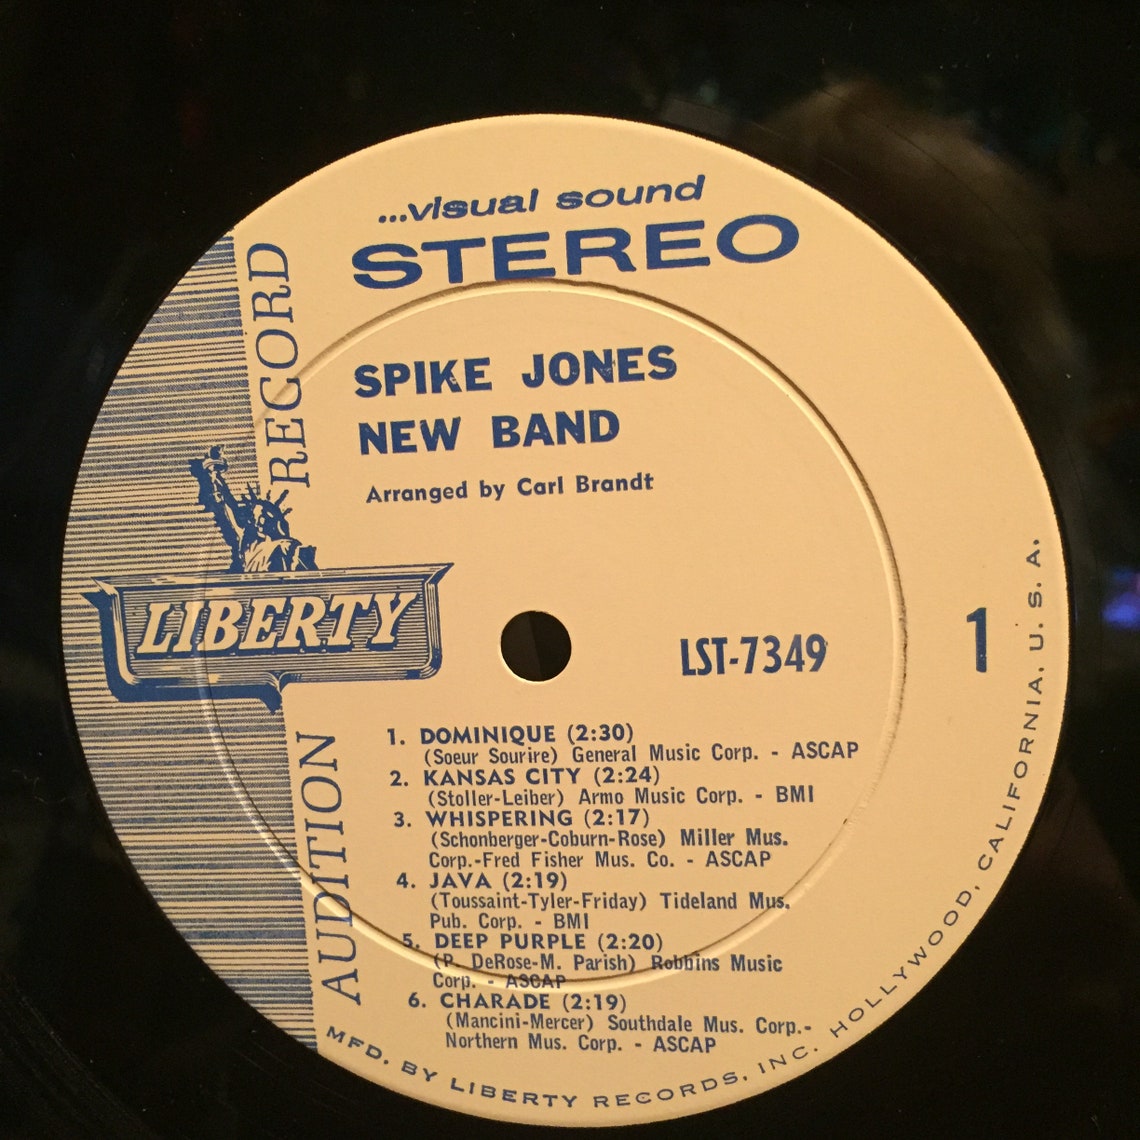 ...visual sound
STEREO
AUDITION RECORD
LIBERTY
SPIKE JONES
NEW BAND
Arranged by Carl Brandt
LST-7349
1
1. DOMINIQUE (2:30)
(Soeur Sourire) General Music Corp. - ASCAP
2. KANSAS CITY (2:24)
(Stoller-Leiber) Armo Music Corp. - BMI
3. WHISPERING (2:17)
(Schonberger-Coburn-Rose) Miller Mus.
Corp.-Fred Fisher Mus. Co. - ASCAP
4. JAVA (2:19)
(Toussaint-Tyler-Friday) Tideland Mus.
Pub. Corp. - BMI
5. DEEP PURPLE (2:20)
(P. DeRose-M. Parish) Robbins Music
Corp. - ASCAP
6. CHARADE (2:19)
(Mancini-Mercer) Southdale Mus. Corp.-
Northern Mus. Corp. - ASCAP
MFD. BY LIBERTY RECORDS, INC. HOLLYWOOD, CALIFORNIA, U. S. A.